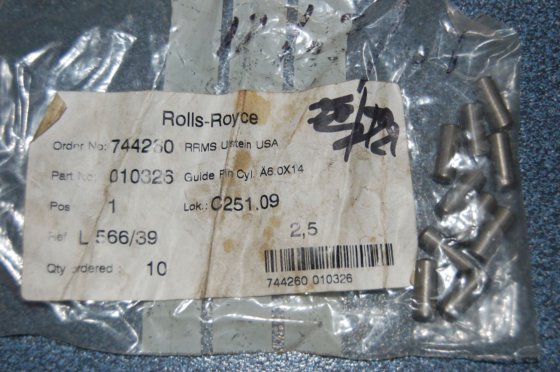 Rolls-Royce
Order No: 744260 RRMS Ulstein USA
Part No.: 010326 Guide Pin Cyl. A6.0X14
Pos 1 Lok.: C251.09
Ref L 566/39 2,5
Qty ordered : 10
744260 010326